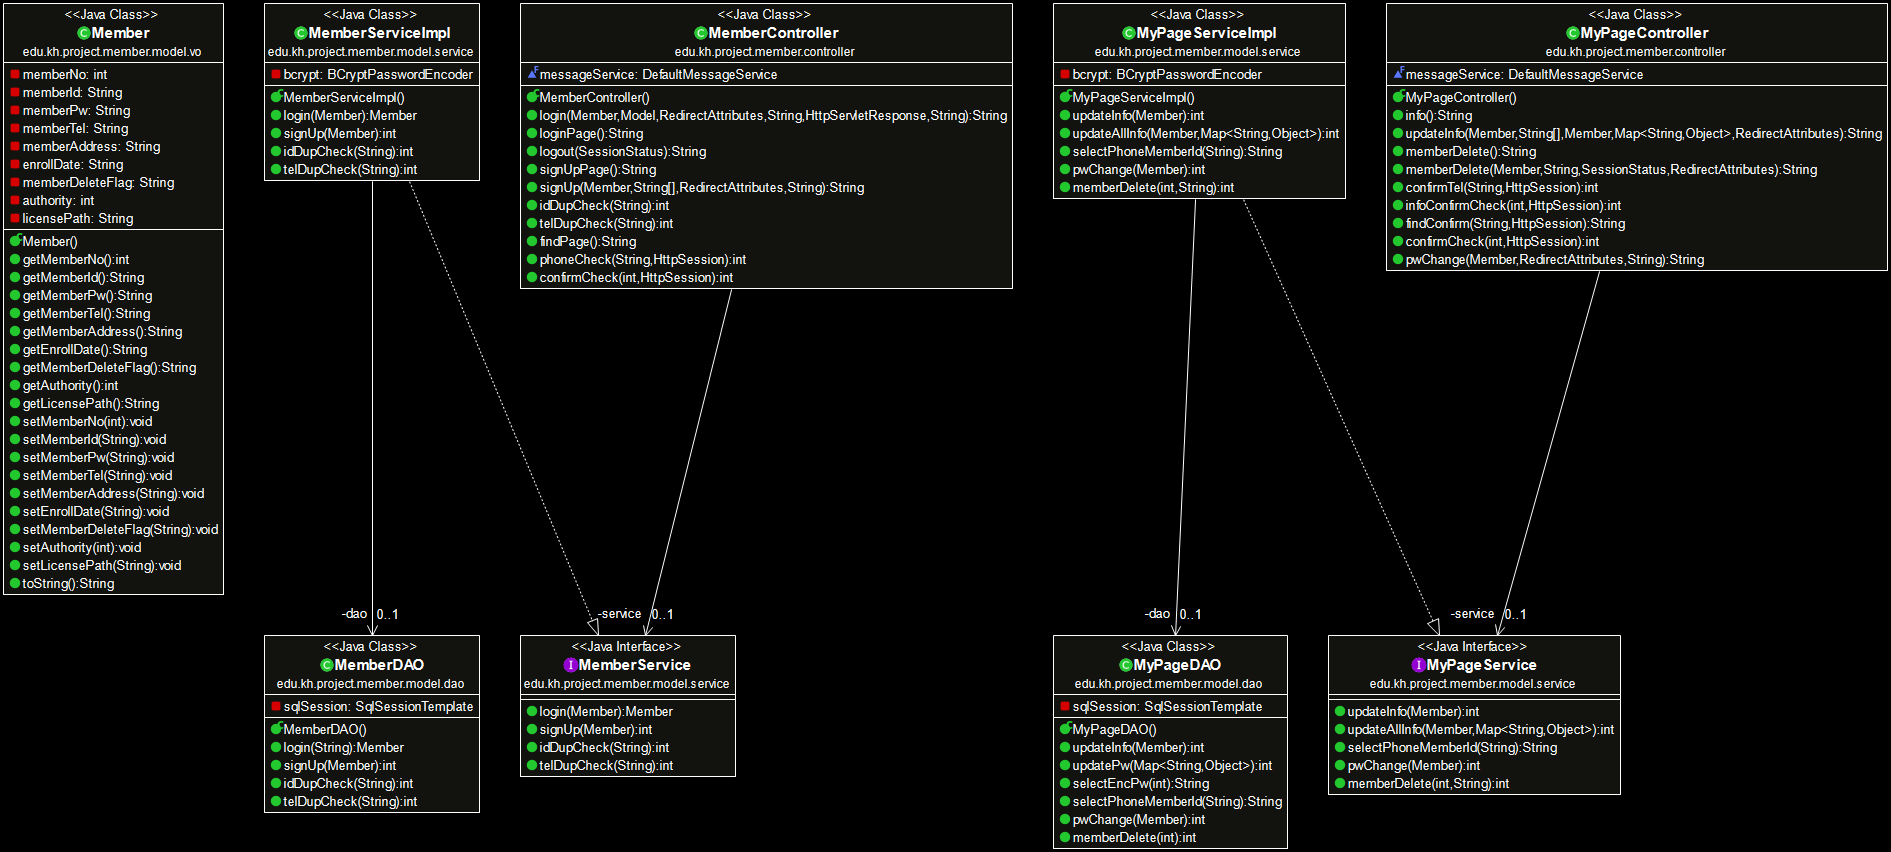 <<Java Class>>
Member
edu.kh.project.member.model.vo
memberNo: int
memberId: String
memberPw: String
memberTel: String
memberAddress: String
enrollDate: String
memberDeleteFlag: String
authority: int
licensePath: String
Member()
getMemberNo():int
getMemberId():String
getMemberPw():String
getMemberTel():String
getMemberAddress():String
getEnrollDate():String
getMemberDeleteFlag():String
getAuthority():int
getLicensePath():String
setMemberNo(int):void
setMemberId(String):void
setMemberPw(String):void
setMemberTel(String):void
setMemberAddress(String):void
setEnrollDate(String):void
setMemberDeleteFlag(String):void
setAuthority(int):void
setLicensePath(String):void
toString():String
<<Java Class>>
MemberServiceImpl
edu.kh.project.member.model.service
bcrypt: BCryptPasswordEncoder
MemberServiceImpl()
login(Member):Member
signUp(Member):int
idDupCheck(String):int
telDupCheck(String):int
<<Java Class>>
MemberController
edu.kh.project.member.controller
messageService: DefaultMessageService
MemberController()
login(Member,Model,RedirectAttributes,String,HttpServletResponse,String):String
loginPage():String
logout(SessionStatus):String
signUpPage():String
signUp(Member,String[],RedirectAttributes,String):String
idDupCheck(String):int
telDupCheck(String):int
findPage():String
phoneCheck(String,HttpSession):int
confirmCheck(int,HttpSession):int
<<Java Class>>
MyPageServiceImpl
edu.kh.project.member.model.service
bcrypt: BCryptPasswordEncoder
MyPageServiceImpl()
updateInfo(Member):int
updateAllInfo(Member,Map<String,Object>):int
selectPhoneMemberId(String):String
pwChange(Member):int
memberDelete(int,String):int
<<Java Class>>
MyPageController
edu.kh.project.member.controller
messageService: DefaultMessageService
MyPageController()
info():String
updateInfo(Member,String[],Member,Map<String,Object>,RedirectAttributes):String
memberDelete():String
memberDelete(Member,String,SessionStatus,RedirectAttributes):String
confirmTel(String,HttpSession):int
infoConfirmCheck(int,HttpSession):int
findConfirm(String,HttpSession):String
confirmCheck(int,HttpSession):int
pwChange(Member,RedirectAttributes,String):String
-dao 0..1
-service 0..1
-dao 0..1
-service 0..1
<<Java Class>>
MemberDAO
edu.kh.project.member.model.dao
sqlSession: SqlSessionTemplate
MemberDAO()
login(String):Member
signUp(Member):int
idDupCheck(String):int
telDupCheck(String):int
<<Java Interface>>
MemberService
edu.kh.project.member.model.service
login(Member):Member
signUp(Member):int
idDupCheck(String):int
telDupCheck(String):int
<<Java Class>>
MyPageDAO
edu.kh.project.member.model.dao
sqlSession: SqlSessionTemplate
MyPageDAO()
updateInfo(Member):int
updatePw(Map<String,Object>):int
selectEncPw(int):String
selectPhoneMemberId(String):String
pwChange(Member):int
memberDelete(int):int
<<Java Interface>>
MyPageService
edu.kh.project.member.model.service
updateInfo(Member):int
updateAllInfo(Member,Map<String,Object>):int
selectPhoneMemberId(String):String
pwChange(Member):int
memberDelete(int,String):int